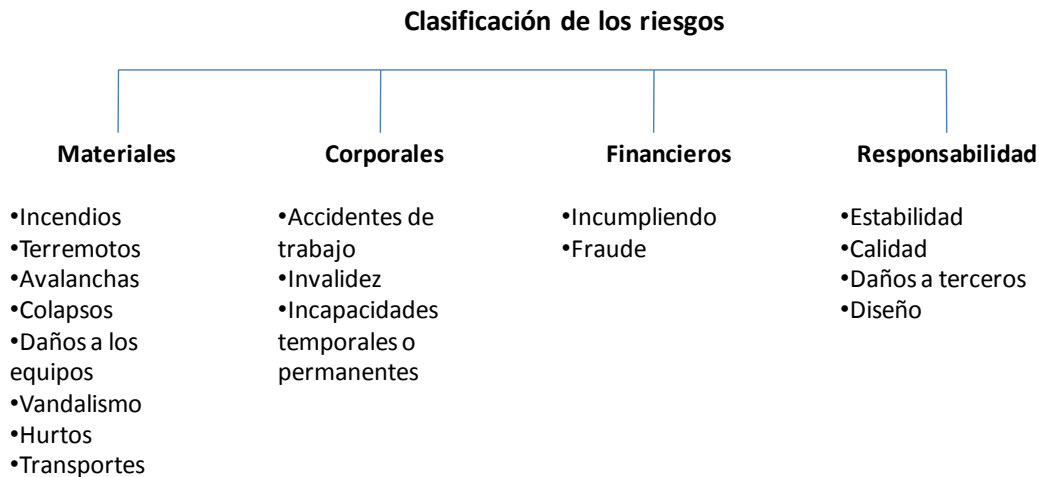 Clasificación de los riesgos
Materiales
•Incendios
•Terremotos
•Avalanchas
•Colapsos
•Daños a los
equipos
•Vandalismo
•Hurtos
•Transportes
Corporales
•Accidentes de
trabajo
•Invalidez
•Incapacidades
temporales o
permanentes
Financieros
•Incumpliendo
•Fraude
Responsabilidad
•Estabilidad
•Calidad
•Daños a terceros
•Diseño